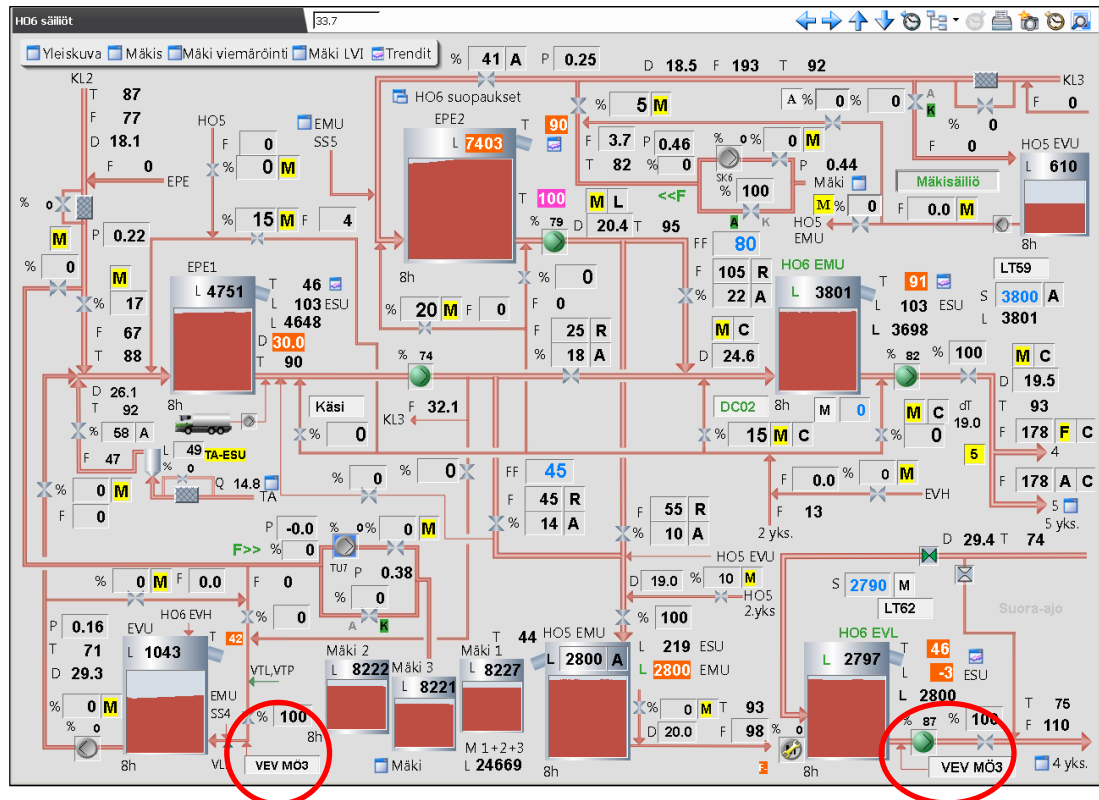 HO6 säiliöt
33.7
Yleiskuva Mäkis Mäki viemäröinti Mäki LVI Trendit
% 41 A P 0.25
D 18.5 F 193 T 92
KL2
T 87
F 77
D 18.1
F 0
EPE
% 0
HO5
F 0
% 0 M
EMU
SS5
HO6 suopaukset
EPE2
L 7403
T 90
T 100
8h
% 5 M
F 3.7 P 0.46
T 82 % 0
% 0 % 0 M
SK6
% 100
P 0.44
<<F
A K
A % 0 % 0
A
K
% 0
KL3
F 0
F 0
HO5 EVU
L 610
8h
Mäki
M % 0
HO5
EMU
Mäkisäiliö
F 0.0 M
M
% 0
P 0.22
M
% 17
F 67
T 88
% 15 M F 4
EPE1
L 4751
T 46
L 103 ESU
L 4648
D 30.0
T 90
8h
% 79
M L
D 20.4 T 95
% 0
F 0
% 20 M F 0
F 25 R
% 18 A
FF 80
F 105 R
% 22 A
M C
D 24.6
HO6 EMU
L 3801
T 91
L 103 ESU
L 3698
8h
LT59
S 3800 A
L 3801
% 74
% 82 % 100
M C
D 19.5
T 93
F 178 F C
4
F 178 A C
5
5 yks.
dT
19.0
5
D 26.1
T 92
% 58 A
F 47
L 49 TA-ESU
% 0
Q 14.8
TA
% 0 M
F 0
Käsi
% 0
F 32.1
KL3
DC02
M 0
% 15 M C
M C
% 0
% 0
% 0
FF 45
F 45 R
% 14 A
F 55 R
% 10 A
F 0.0 % 0 M
EVH
F 13
2 yks.
P -0.0 % 0 % 0 M
F>> % 0
TU7
P 0.38
% 0
A K
HO5 EVU
D 19.0 % 10 M
HO5
2.yks
% 100
D 29.4 T 74
S 2790 M
LT62
Suora-ajo
% 0 M F 0.0
F 0
% 0
P 0.16
T 71
D 29.3
% 0 M
% 0
HO6 EVH
EVU
L 1043
T 42
8h
EMU
SS4
VL
VTL,VTP
% 100
8h
VEV MÖ3
Mäki 2
L 8222
Mäki 3
L 8221
Mäki 1
L 8227
M 1+2+3
L 24669
Mäki
T 44
HO5 EMU
L 2800 A
8h
L 219 ESU
L 2800 EMU
% 0 M T 93
D 20.0 F 98
% 0
HO6 EVL
L 2797
T 46
L -3 ESU
L 2800
8h
% 87 % 100
VEV MÖ3
T 75
F 110
4 yks.